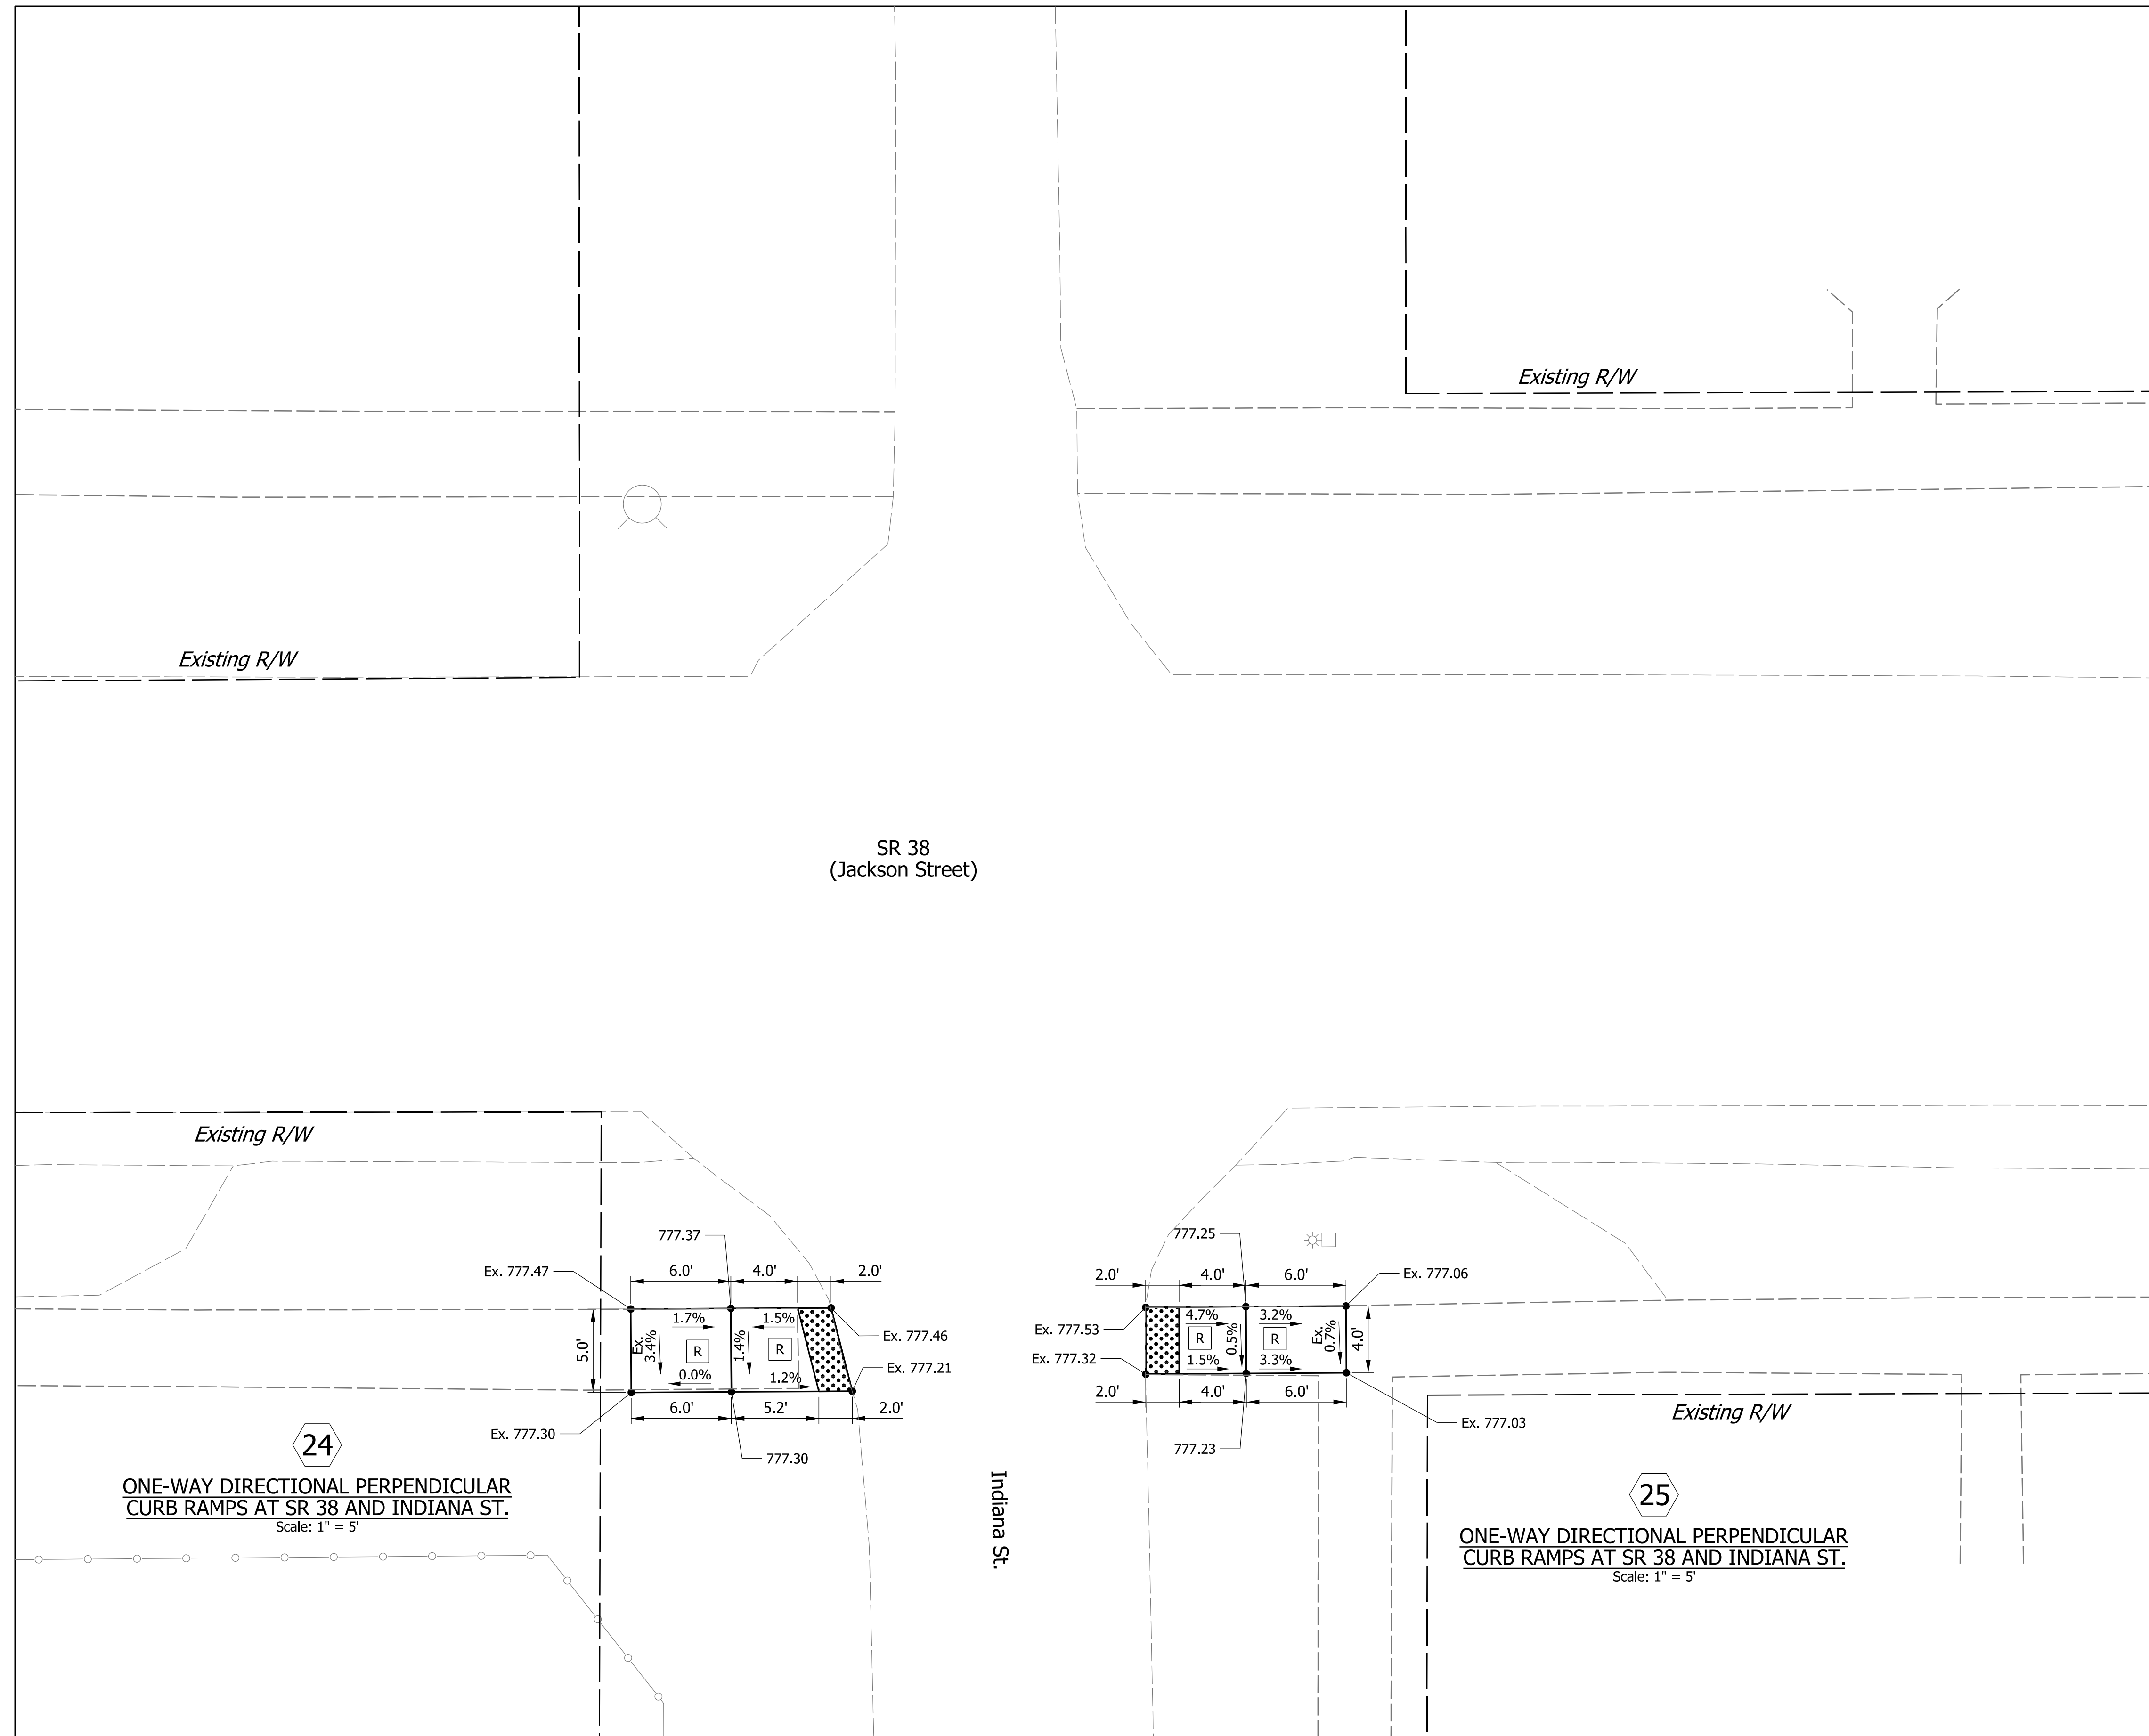 Existing R/W
Existing R/W
SR 38
(Jackson Street)
Existing R/W
777.37
Ex. 777.47
6.0'
4.0'
2.0'
1.7%
1.5%
Ex. 777.46
5.0'
Ex.
3.4%
R
1.4%
R
Ex. 777.21
0.0%
1.2%
6.0'
5.2'
2.0'
Ex. 777.30
777.30
777.25
2.0'
4.0'
6.0'
Ex. 777.06
4.7%
3.2%
Ex. 777.53
R
0.5%
R
Ex.
0.7%
4.0'
Ex. 777.32
1.5%
3.3%
2.0'
4.0'
6.0'
Ex. 777.03
777.23
Existing R/W
24
ONE-WAY DIRECTIONAL PERPENDICULAR
CURB RAMPS AT SR 38 AND INDIANA ST.
Scale: 1" = 5'
Indiana St.
25
ONE-WAY DIRECTIONAL PERPENDICULAR
CURB RAMPS AT SR 38 AND INDIANA ST.
Scale: 1" = 5'